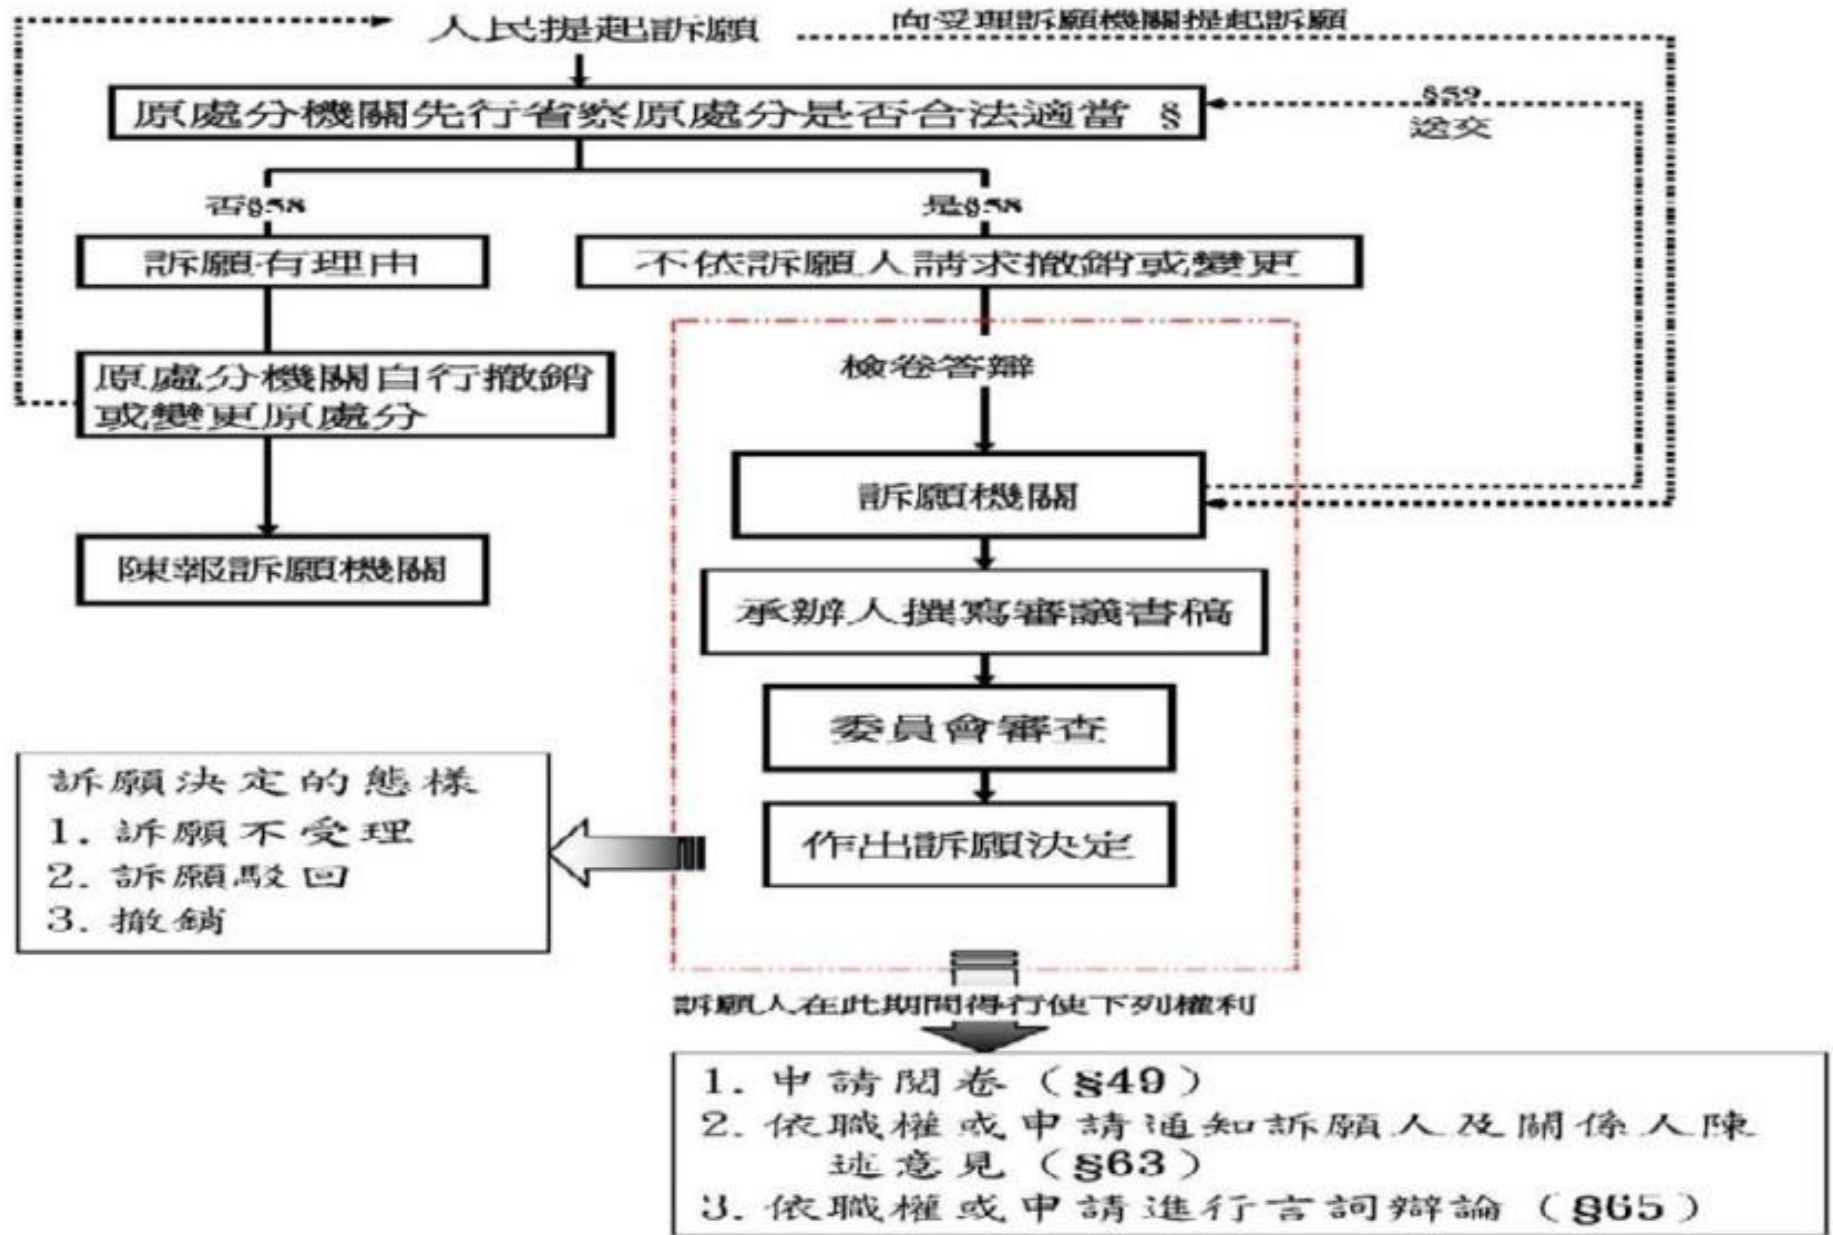 人民提起訴願
向受理訴願機關提起訴願
原處分機關先行省察原處分是否合法適當 §
§59
送交
否§58
是§58
訴願有理由
不依訴願人請求撤銷或變更
原處分機關自行撤銷
或變更原處分
檢卷答辯
訴願機關
陳報訴願機關
承辦人撰寫審議書稿
委員會審查
作出訴願決定
訴願決定的態樣
1. 訴願不受理
2. 訴願駁回
3. 撤銷
訴願人在此期間得行使下列權利
1. 申請閱卷(§49)
2. 依職權或申請通知訴願人及關係人陳
述意見(§63)
3. 依職權或申請進行言詞辯論(§65)